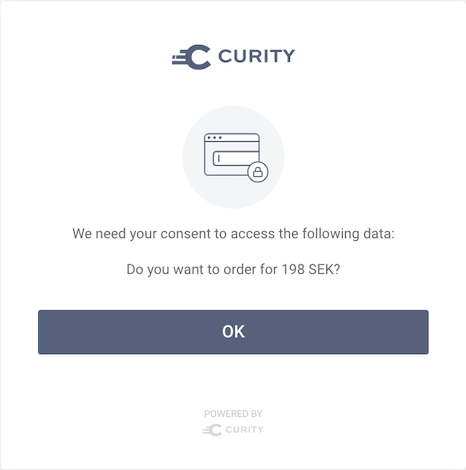 CURITY
We need your consent to access the following data:
Do you want to order for 198 SEK?
OK
POWERED BY
CURITY